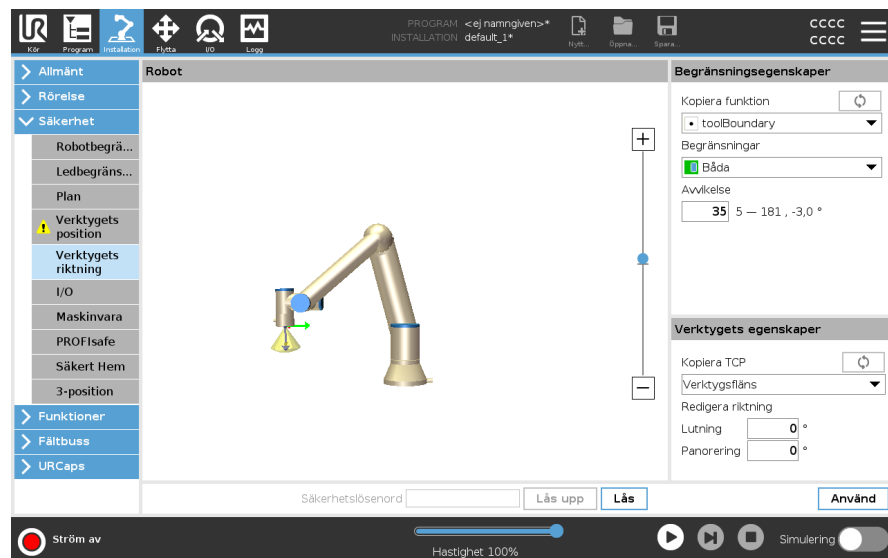 PROGRAM <ej namngiven>*
INSTALLATION default_1*
Kör
Program
Installation
Flytta
I/O
Logg
Nytt...
Öppna...
Spara...
CCCC
CCCC
Allmänt
Rörelse
Säkerhet
Robotbegrä...
Ledbegräns...
Plan
Verktygets
position
Verktygets
riktning
I/O
Maskinvara
PROFIsafe
Säkert Hem
3-position
Funktioner
Fältbuss
URCaps
Robot
Begränsningsegenskaper
Kopiera funktion
toolBoundary
Begränsningar
Båda
Avvikelse
35 5 — 181 , -3,0 °
Verktygets egenskaper
Kopiera TCP
Verktygsfläns
Redigera riktning
Lutning 0 °
Panorering 0 °
Säkerhetslösenord
Lås upp
Lås
Använd
Ström av
Hastighet 100%
Simulering